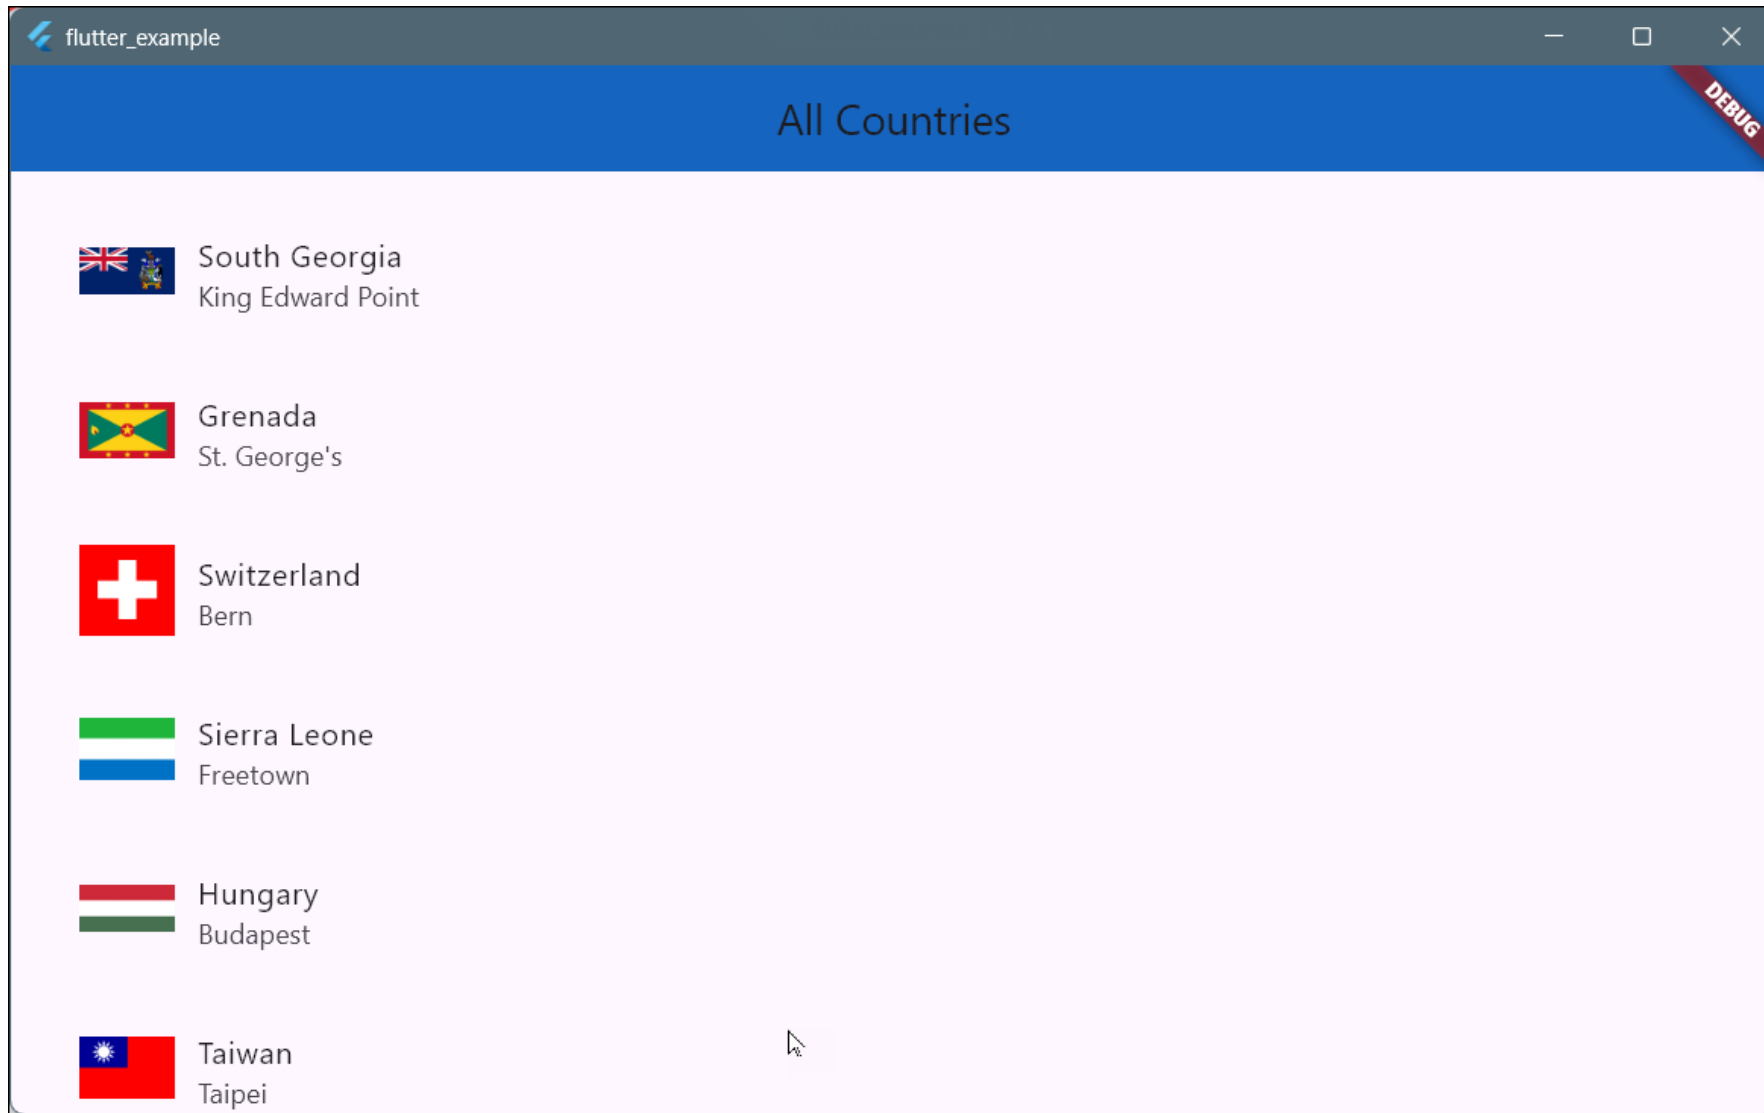 flutter_example
All Countries
DEBUG
South Georgia
King Edward Point
Grenada
St. George's
Switzerland
Bern
Sierra Leone
Freetown
Hungary
Budapest
Taiwan
Taipei